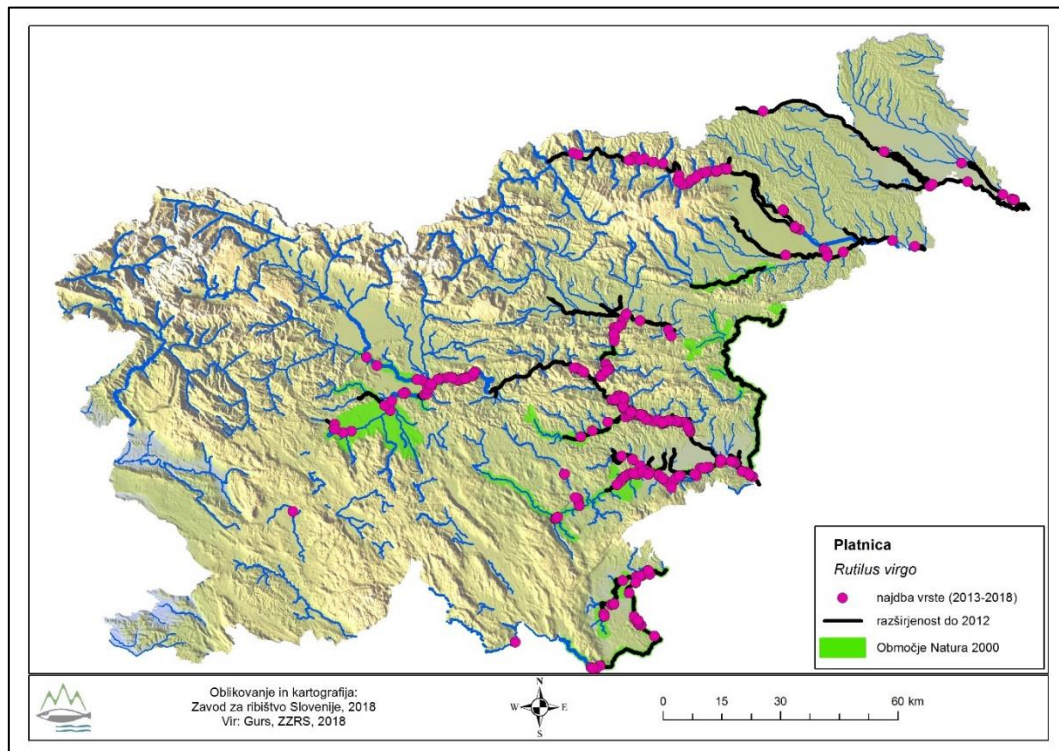 Platnica
Rutilus virgo
najdba vrste (2013-2018)
razširjenost do 2012
Območje Natura 2000
Oblikovanje in kartografija:
Zavod za ribištvo Slovenije, 2018
Vir: Gurs, ZZRS, 2018
N
W E
S
0 15 30 60 km